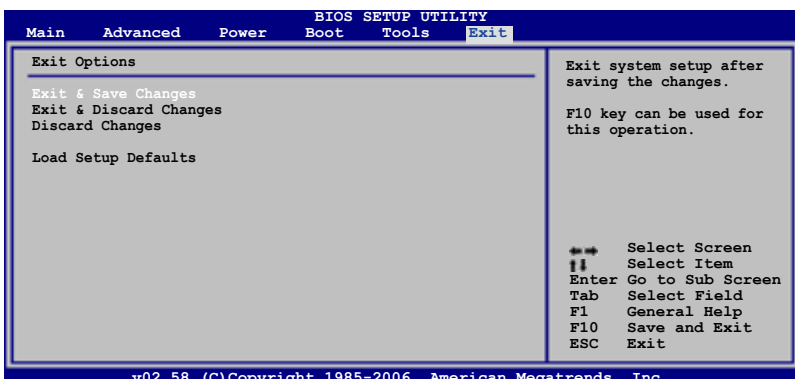 BIOS SETUP UTILITY
Main Advanced Power Boot Tools Exit
Exit Options
Exit & Save Changes
Exit & Discard Changes
Discard Changes
Load Setup Defaults
Exit system setup after
saving the changes.
F10 key can be used for
this operation.
←→ Select Screen
↑↓ Select Item
Enter Go to Sub Screen
Tab Select Field
F1 General Help
F10 Save and Exit
ESC Exit
v02.58 (C)Copyright 1985-2006, American Megatrends, Inc.